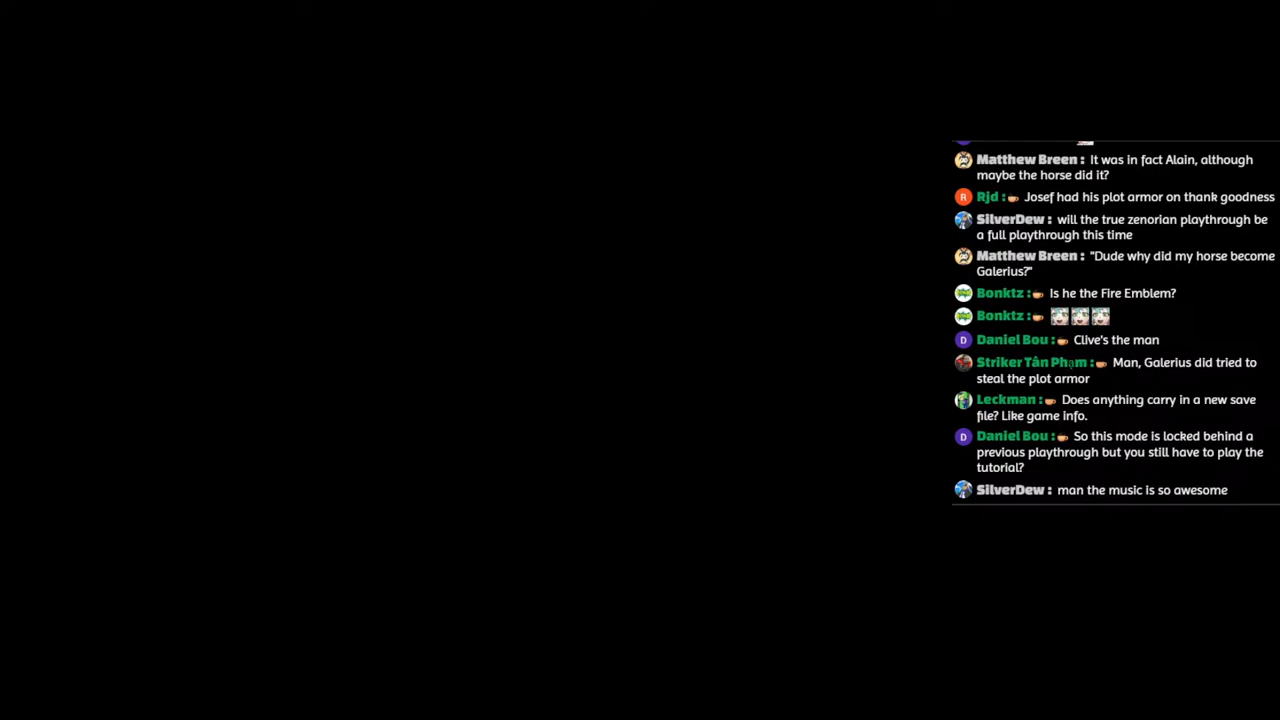 Matthew Breen : It was in fact Alain, although
maybe the horse did it?
R Rjd : Josef had his plot armor on thank goodness
SilverDew : will the true zenorian playthrough be
a full playthrough this time
Matthew Breen : "Dude why did my horse become
Galerius?"
Bonktz : Is he the Fire Emblem?
Bonktz :
D Daniel Bou : Clive's the man
Striker Tân Phạm : Man, Galerius did tried to
steal the plot armor
Leckman : Does anything carry in a new save
file? Like game info.
D Daniel Bou : So this mode is locked behind a
previous playthrough but you still have to play the
tutorial?
SilverDew : man the music is so awesome